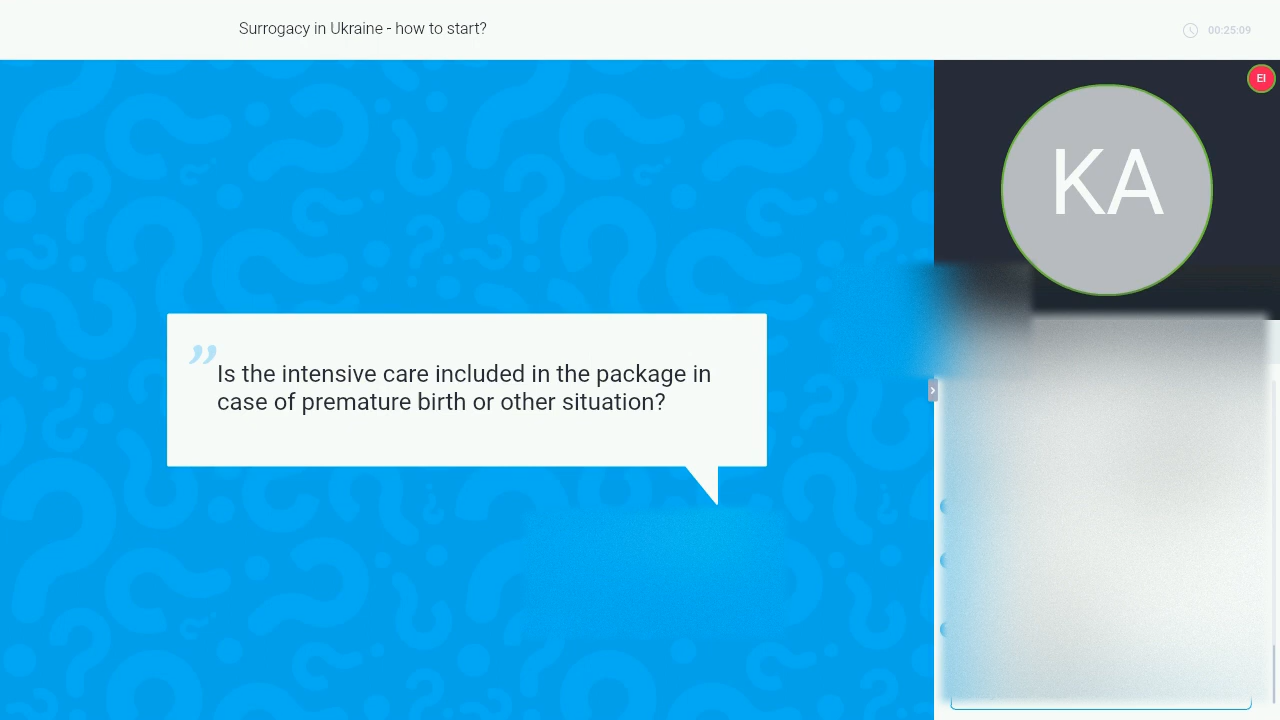 Surrogacy in Ukraine - how to start?
00:25:09
EI
KA
” Is the intensive care included in the package in
case of premature birth or other situation?